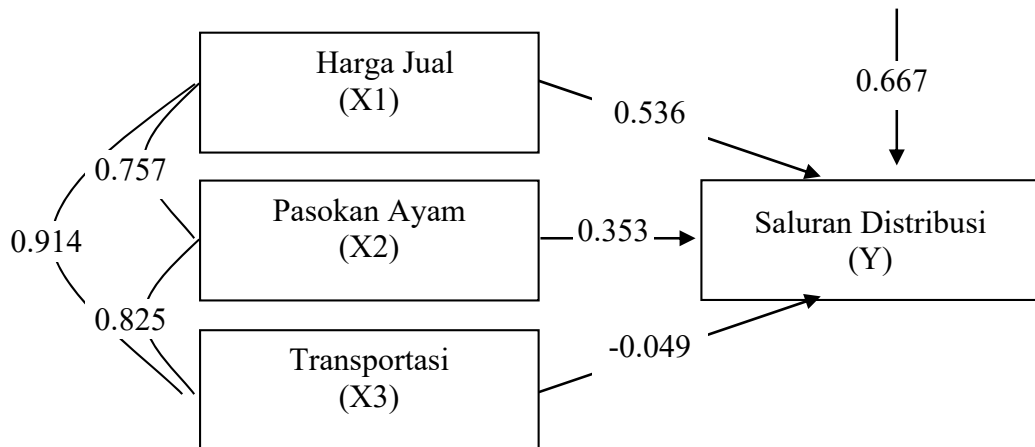 Harga Jual
(X1)
0.667
0.536
0.757
Pasokan Ayam
(X2)
0.353
Saluran Distribusi
(Y)
0.914
0.825
Transportasi
(X3)
-0.049